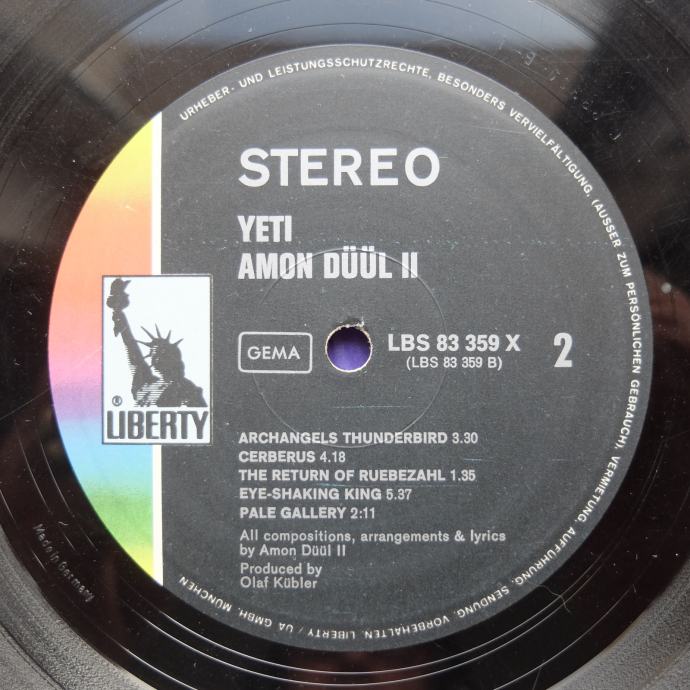 URHEBER- UND LEISTUNGSSCHUTZRECHTE, BESONDERS VERVIELFÄLTIGUNG, (AUSSER ZUM PERSÖNLICHEN GEBRAUCH), VERMIETUNG, AUFFÜHRUNG, SENDUNG, VORBEHALTEN. LIBERTY / UA GMBH, MÜNCHEN
STEREO
YETI
AMON DÜÜL II
GEMA
LBS 83 359 X
(LBS 83 359 B)
2
®
LIBERTY
ARCHANGELS THUNDERBIRD 3.30
CERBERUS 4.18
THE RETURN OF RUEBEZAHL 1.35
EYE-SHAKING KING 5.37
PALE GALLERY 2:11
All compositions, arrangements & lyrics
by Amon Düül II
Produced by
Olaf Kübler
Made in Germany